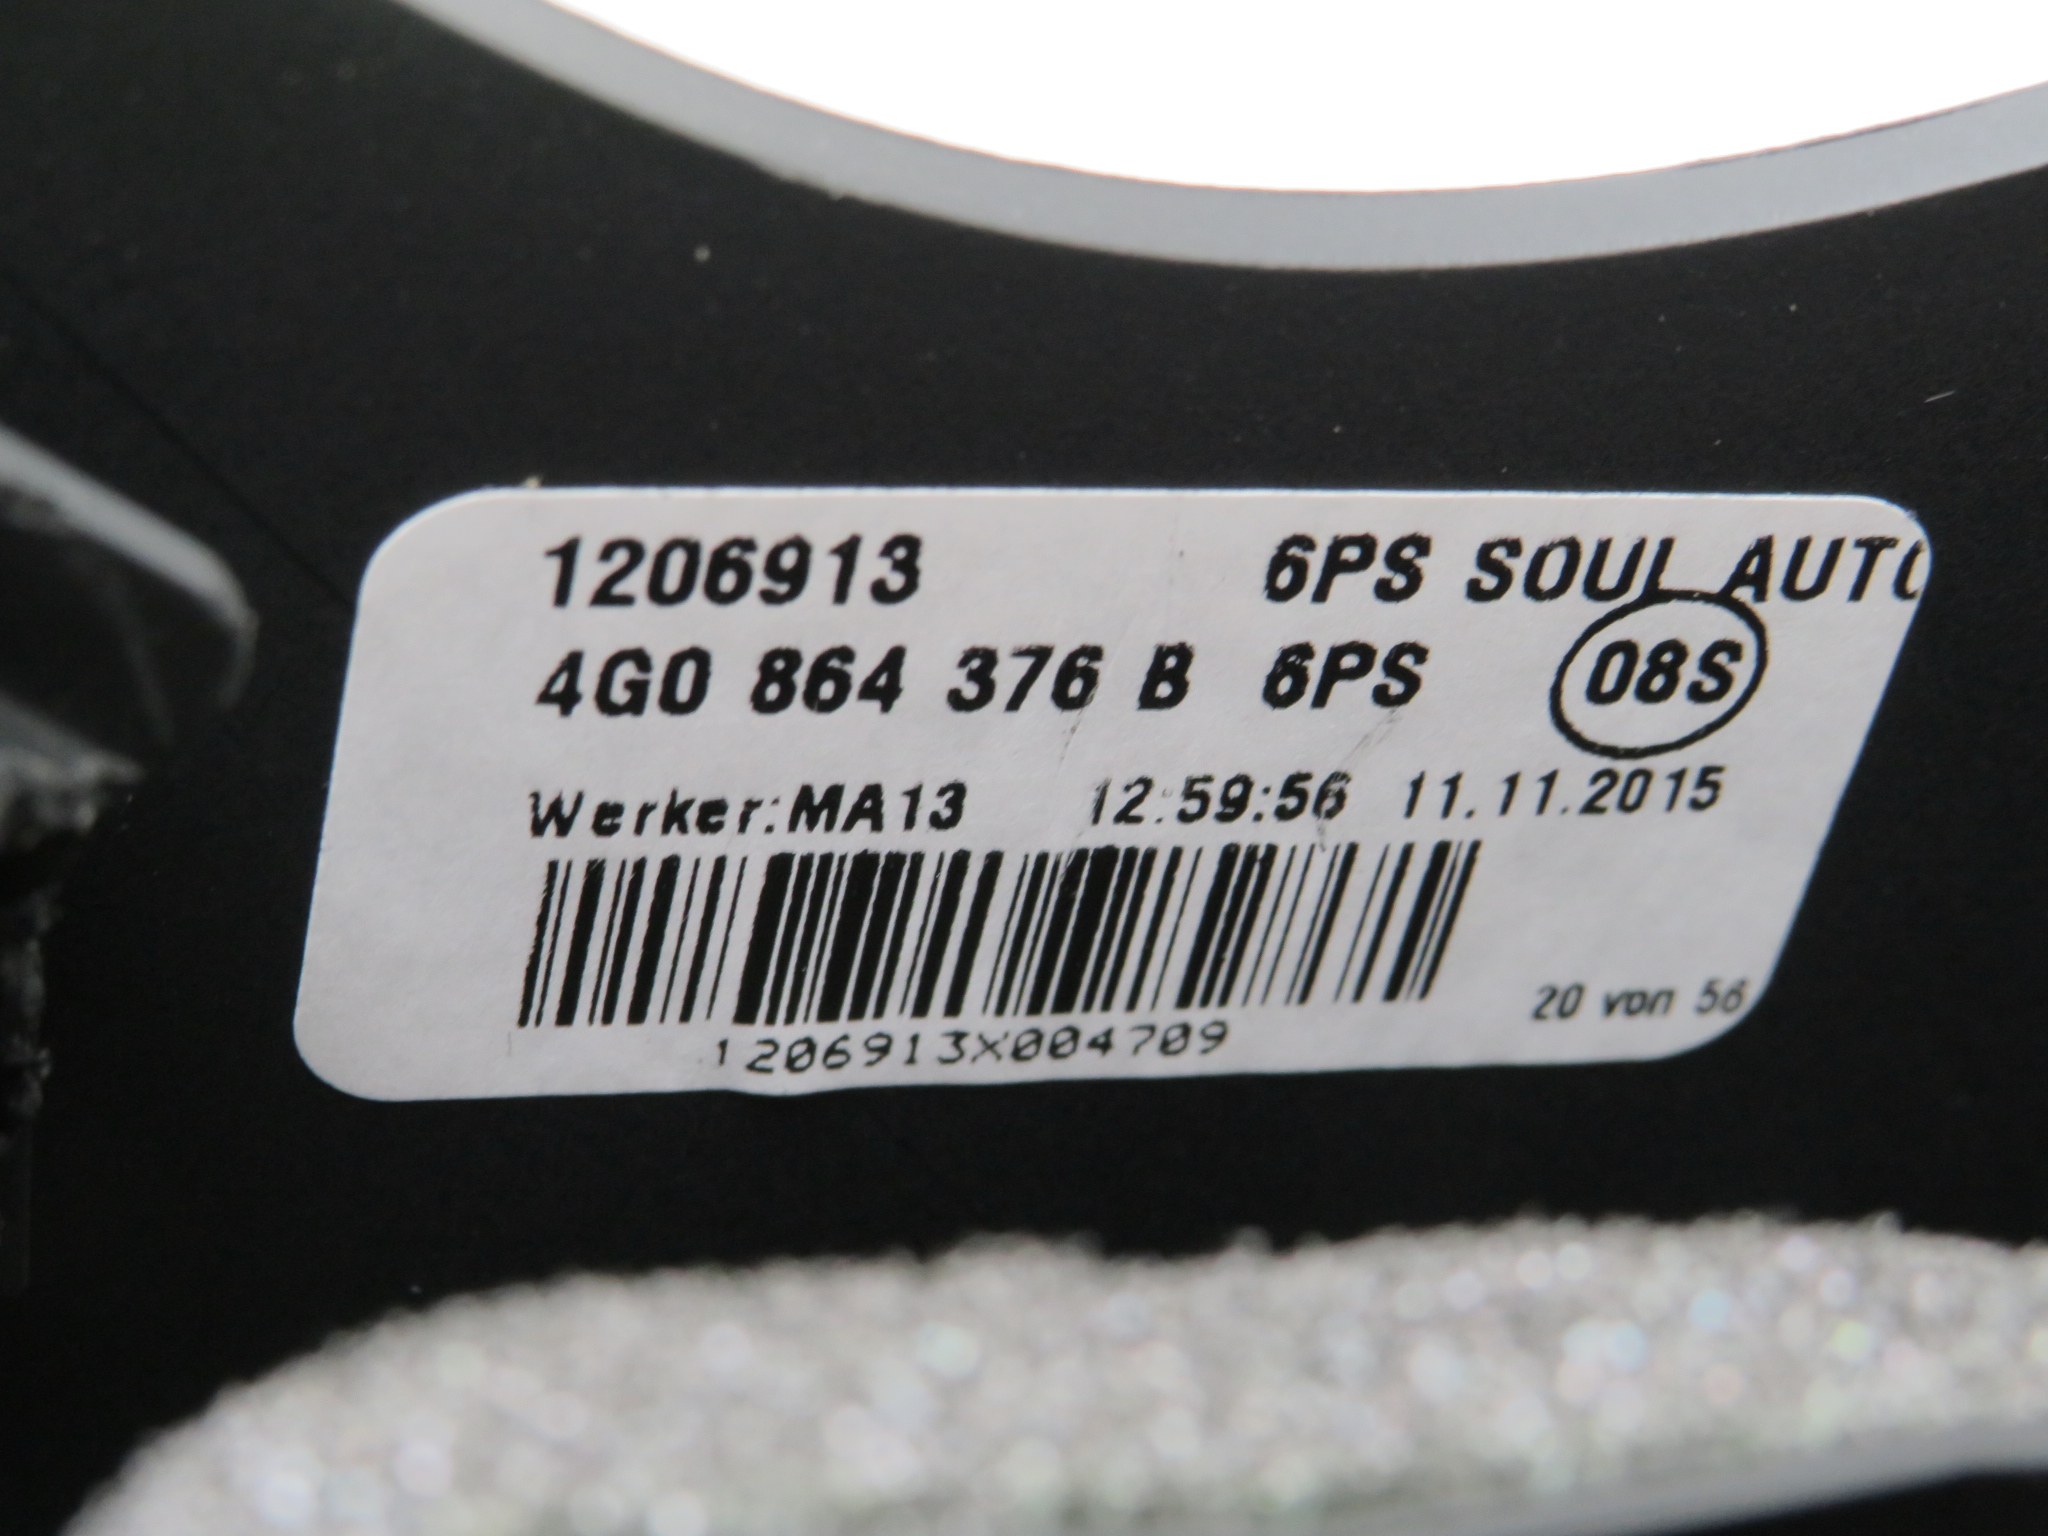 1206913 6PS SOUL
4G0 864 376 B 6PS 08S
Werker:MA13 12:59:56 11.11.2015
1206913X004709
20 von 56